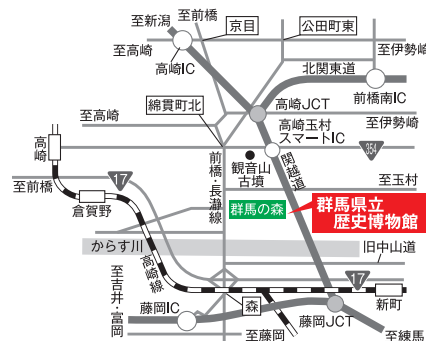 至新潟
至前橋
京目
公田町東
至高崎
高崎IC
至伊勢崎
北関東道
前橋南IC
綿貫町北
至高崎
高崎JCT
至伊勢崎
高崎玉村
スマートIC
354
高崎
前橋・長瀞線
観音山
古墳
関越道
17
至前橋
至玉村
倉賀野
群馬の森
群馬県立
歴史博物館
からす川
高崎線
旧中山道
至吉井・富岡
17
新町
藤岡IC
森
至藤岡
藤岡JCT
至練馬